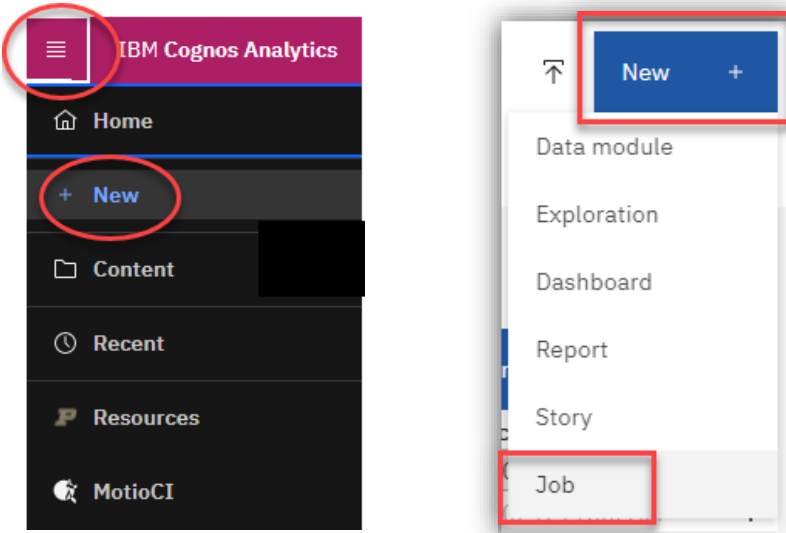 IBM Cognos Analytics
Home
+ New
Content
Recent
Resources
MotioCI
New +
Data module
Exploration
Dashboard
Report
Story
Job